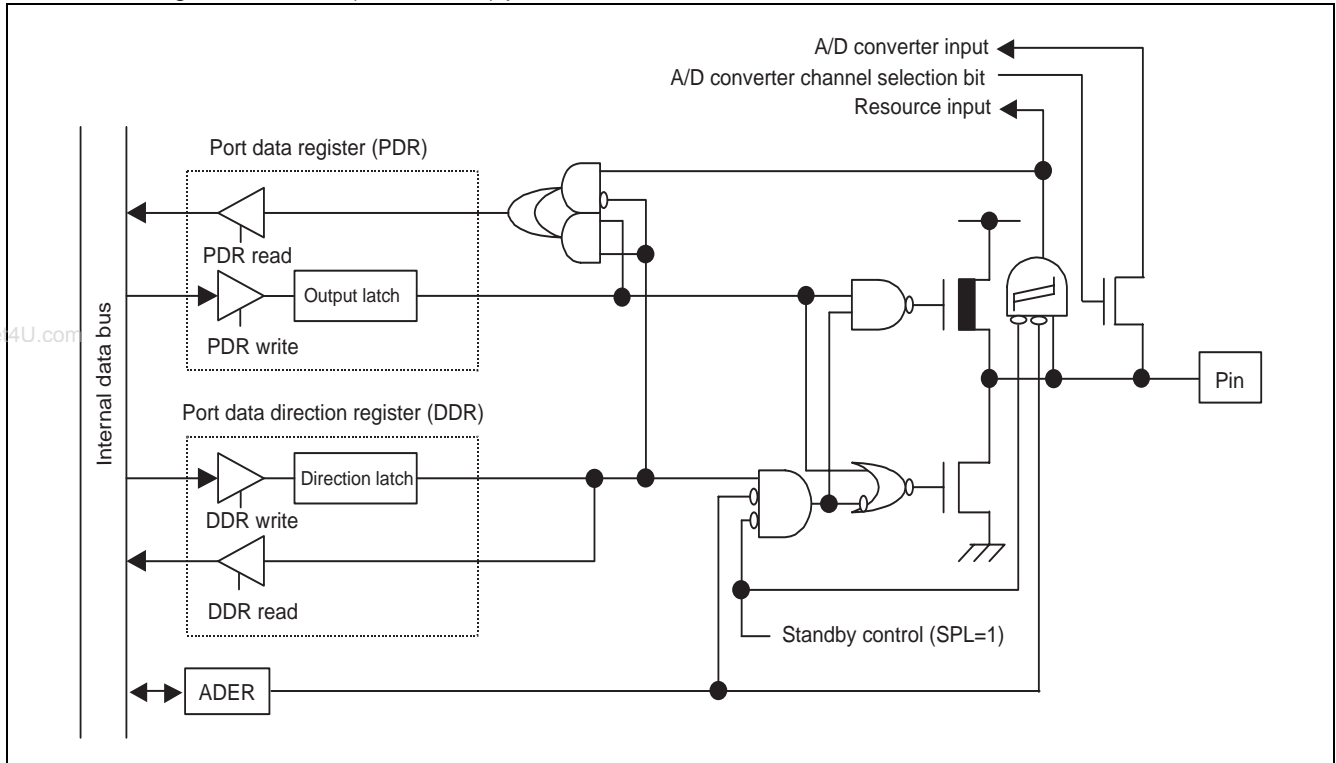 A/D converter input
A/D converter channel selection bit
Resource input
Port data register (PDR)
PDR read
Output latch
PDR write
Internal data bus
et4U.com
Pin
Port data direction register (DDR)
Direction latch
DDR write
DDR read
Standby control (SPL=1)
ADER